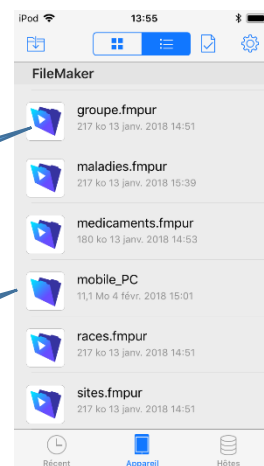 iPod 13:55
FileMaker
groupe.fmpur
217 ko 13 janv. 2018 14:51
maladies.fmpur
217 ko 13 janv. 2018 15:39
medicaments.fmpur
180 ko 13 janv. 2018 14:53
mobile_PC
11,1 Mo 4 févr. 2018 15:01
races.fmpur
217 ko 13 janv. 2018 14:51
sites.fmpur
217 ko 13 janv. 2018 14:51
Récent Appareil Hôtes